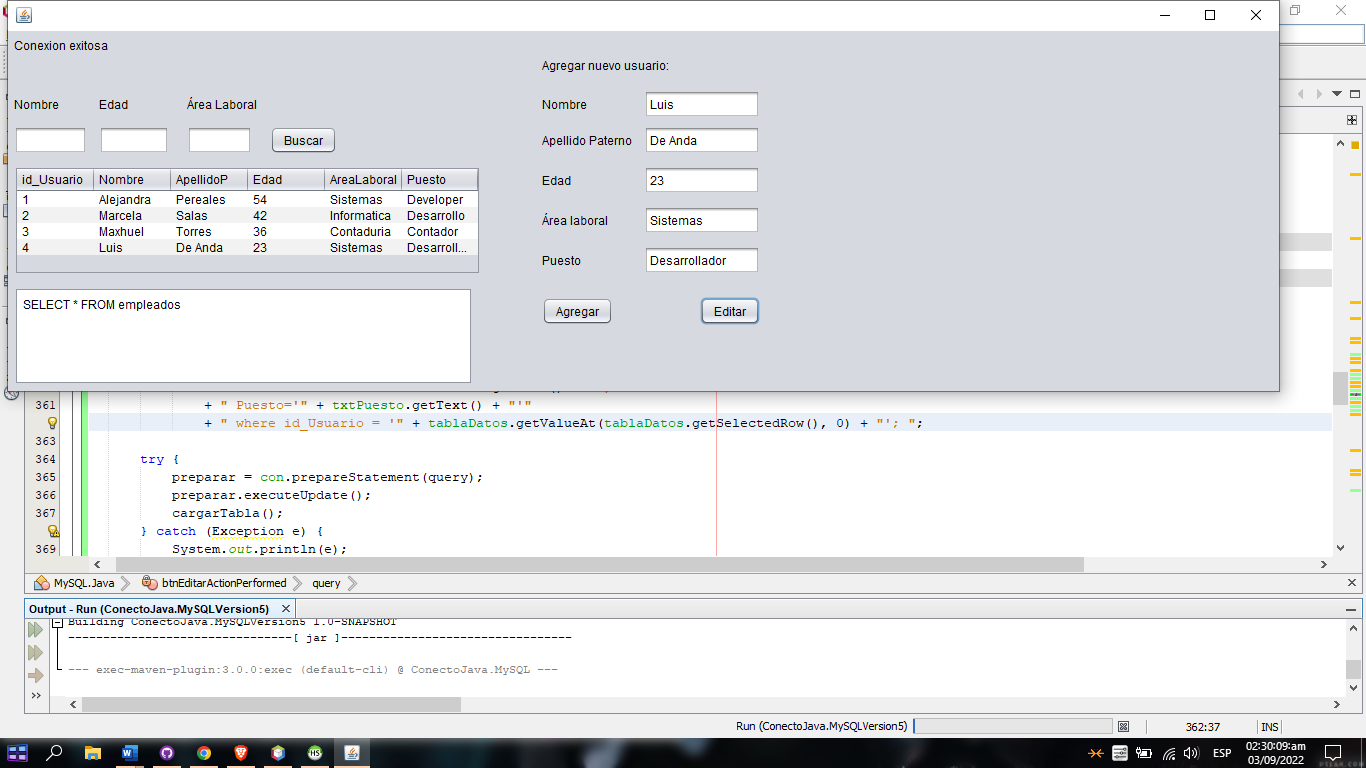 Conexion exitosa
Agregar nuevo usuario:
Nombre Edad Área Laboral
Buscar
id_Usuario Nombre ApellidoP Edad AreaLaboral Puesto
1 Alejandra Pereales 54 Sistemas Developer
2 Marcela Salas 42 Informatica Desarrollo
3 Maxhuel Torres 36 Contaduria Contador
4 Luis De Anda 23 Sistemas Desarroll...
SELECT * FROM empleados
Nombre Luis
Apellido Paterno De Anda
Edad 23
Área laboral Sistemas
Puesto Desarrollador
Agregar Editar
361 + " Puesto='" + txtPuesto.getText() + "'"
+ " where id_Usuario = '" + tablaDatos.getValueAt(tablaDatos.getSelectedRow(), 0) + "'; ";
363
364 try {
365 preparar = con.prepareStatement(query);
366 preparar.executeUpdate();
367 cargarTabla();
} catch (Exception e) {
369 System.out.println(e);
MySQL.Java btnEditarActionPerformed query
Output - Run (ConectoJava.MySQLVersion5)
Building ConectoJava.MySQLVersion5 1.0-SNAPSHOT
--------------------------------[ jar ]---------------------------------
--- exec-maven-plugin:3.0.0:exec (default-cli) @ ConectoJava.MySQL ---
Run (ConectoJava.MySQLVersion5) 362:37 INS
ESP 02:30:09:am
03/09/2022